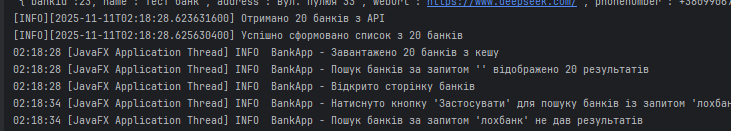 {"bankId":23,"name":"Тест банк","address":"вул. Пулюя 33","weburl":"https://www.deepseek.com/","phonenumber":"+3809968
[INFO][2025-11-11T02:18:28.623631600] Отримано 20 банків з API
[INFO][2025-11-11T02:18:28.625630400] Успішно сформовано список з 20 банків
02:18:28 [JavaFX Application Thread] INFO  BankApp - Завантажено 20 банків з кешу
02:18:28 [JavaFX Application Thread] INFO  BankApp - Пошук банків за запитом '' відображено 20 результатів
02:18:28 [JavaFX Application Thread] INFO  BankApp - Відкрито сторінку банків
02:18:34 [JavaFX Application Thread] INFO  BankApp - Натиснуто кнопку 'Застосувати' для пошуку банків із запитом 'лохбанк
02:18:34 [JavaFX Application Thread] INFO  BankApp - Пошук банків за запитом 'лохбанк' не дав результатів